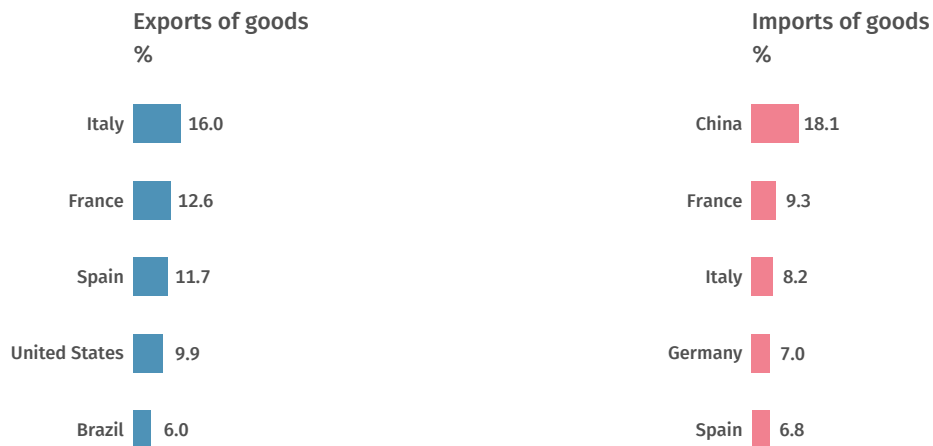 Exports of goods
%
Italy 16.0
France 12.6
Spain 11.7
United States 9.9
Brazil 6.0
Imports of goods
%
China 18.1
France 9.3
Italy 8.2
Germany 7.0
Spain 6.8